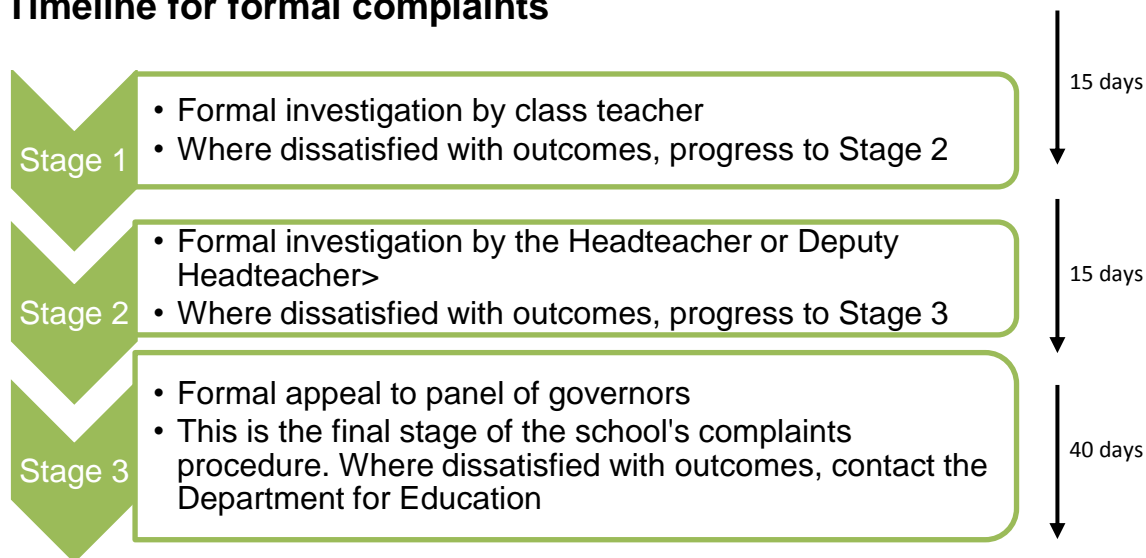 Timeline for formal complaints
15 days
Stage 1
• Formal investigation by class teacher
• Where dissatisfied with outcomes, progress to Stage 2
15 days
Stage 2
• Formal investigation by the Headteacher or Deputy
Headteacher>
• Where dissatisfied with outcomes, progress to Stage 3
40 days
Stage 3
• Formal appeal to panel of governors
• This is the final stage of the school's complaints
procedure. Where dissatisfied with outcomes, contact the
Department for Education